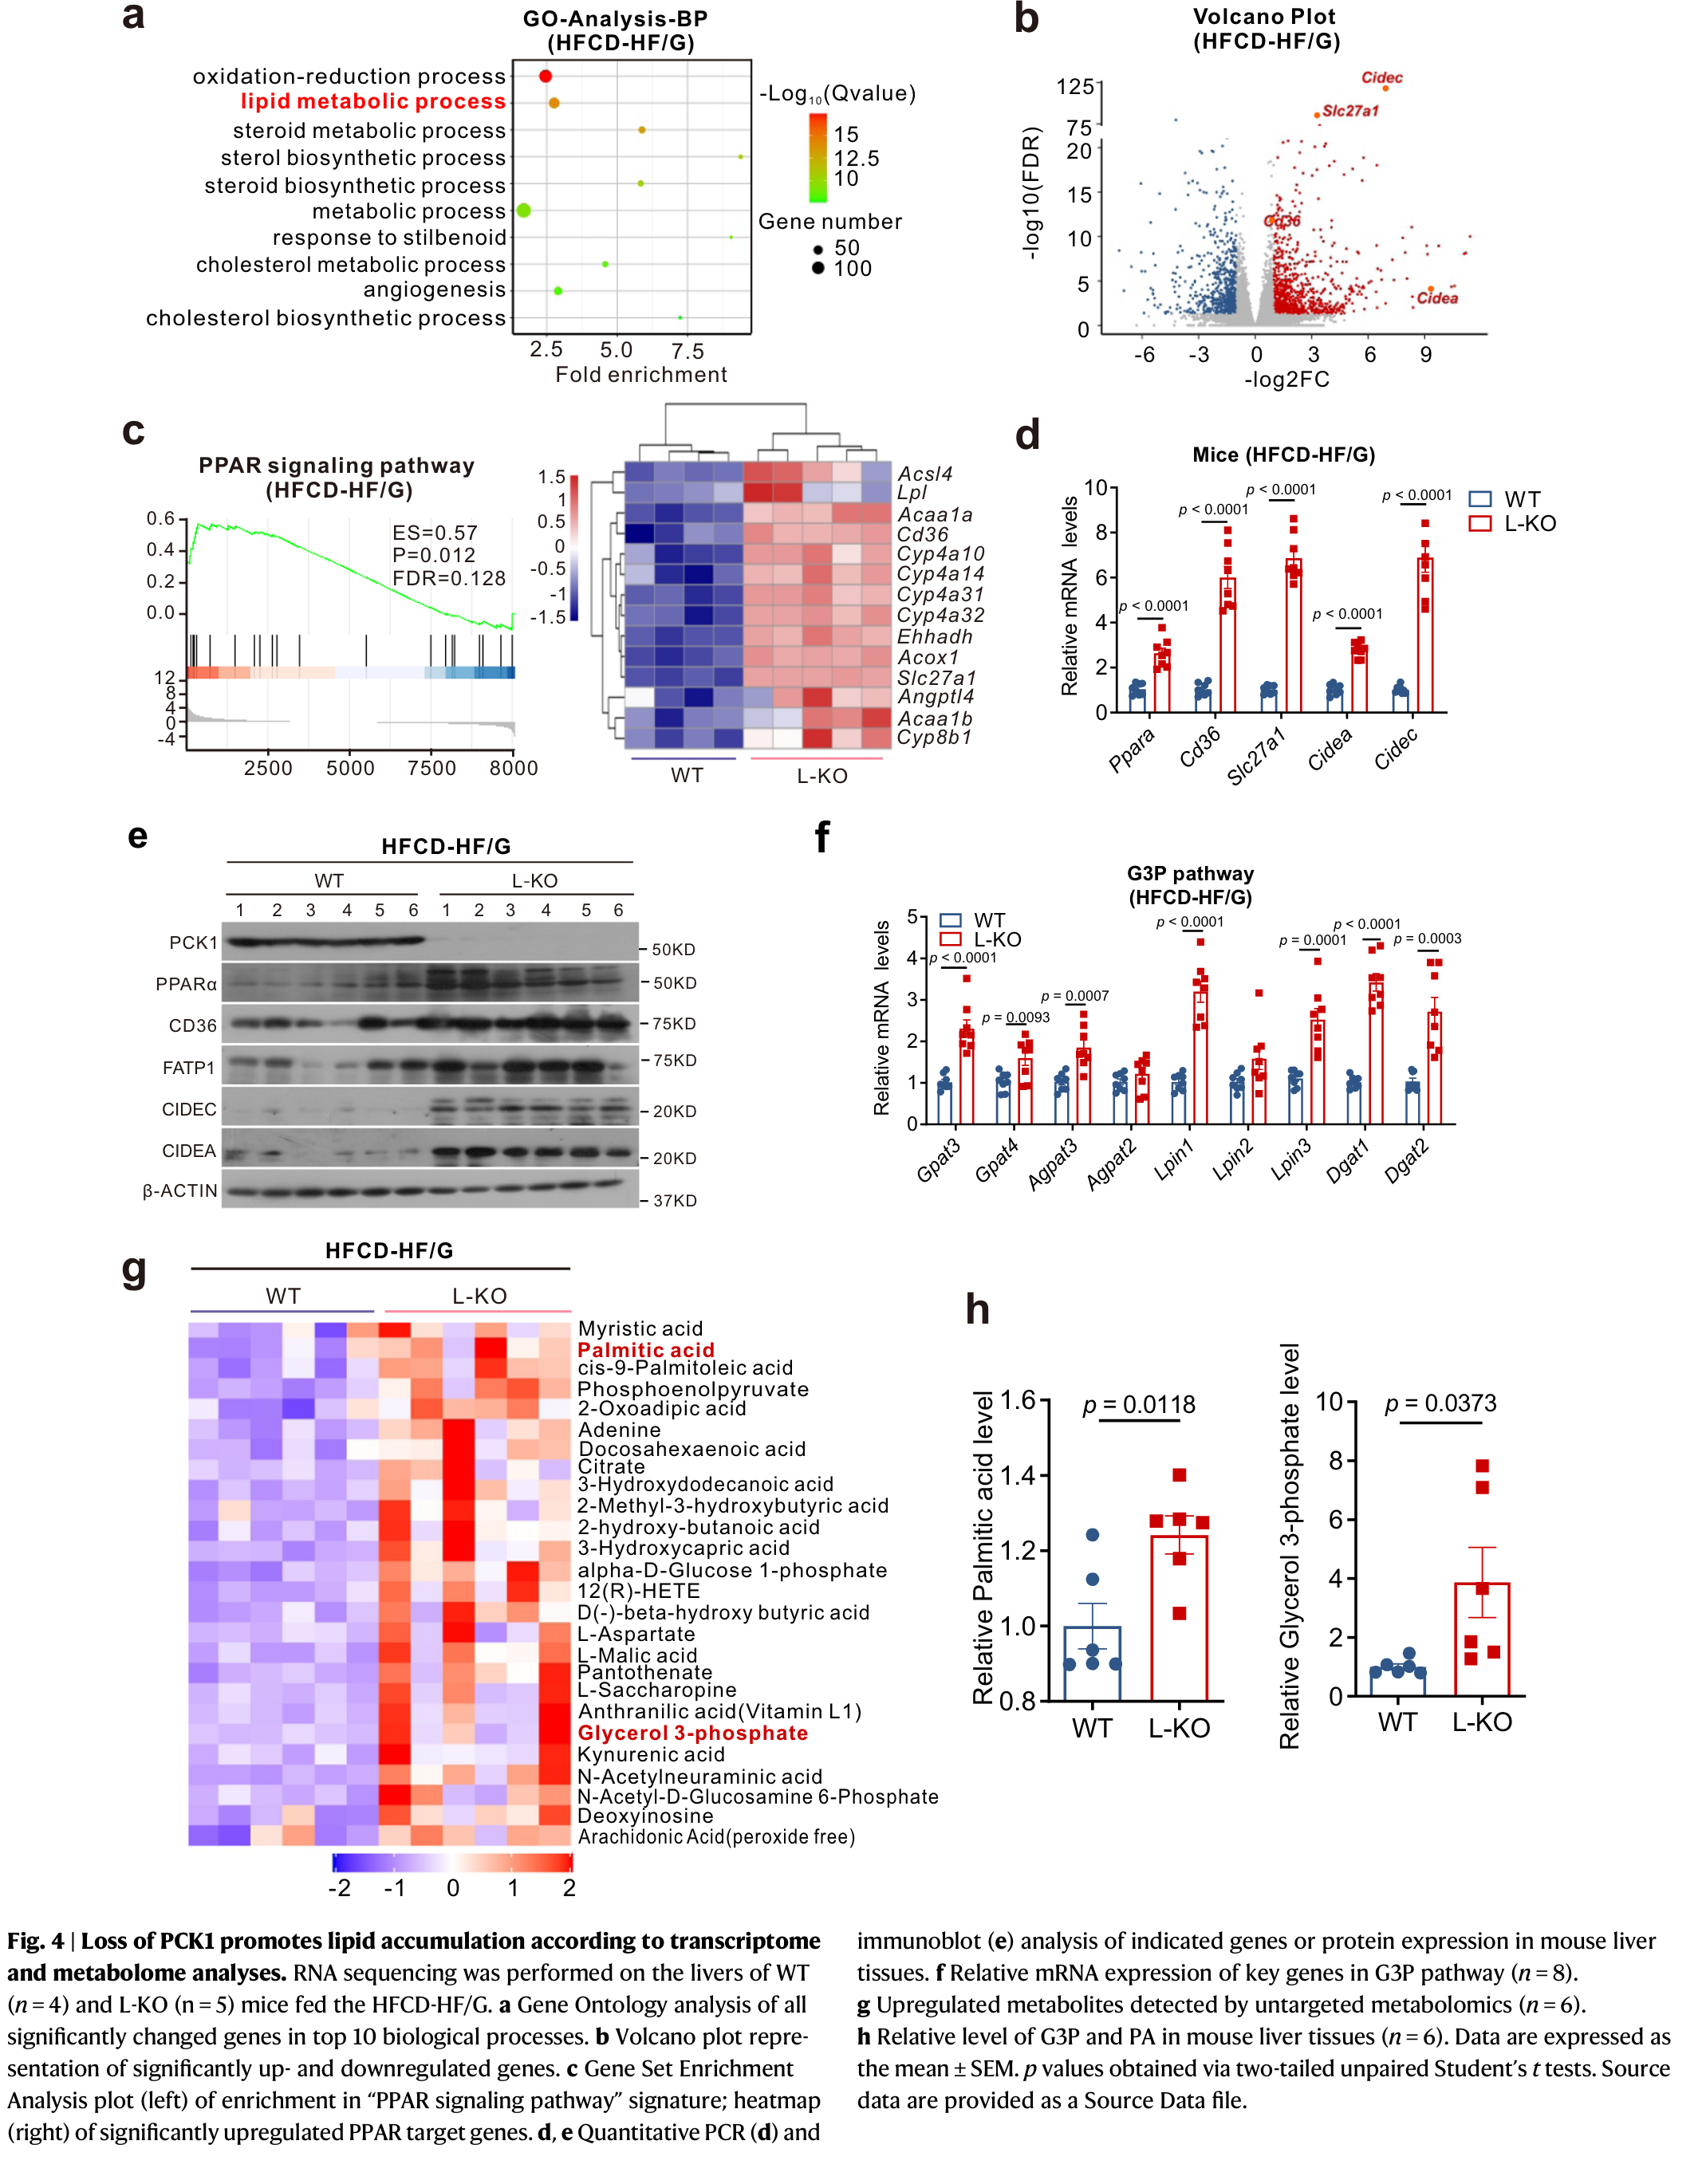 a
GO-Analysis-BP
(HFCD-HF/G)
oxidation-reduction process
lipid metabolic process
steroid metabolic process
sterol biosynthetic process
steroid biosynthetic process
metabolic process
response to stilbenoid
cholesterol metabolic process
angiogenesis
cholesterol biosynthetic process
2.5 5.0 7.5
Fold enrichment
-Log₁₀(Qvalue)
15
12.5
10
Gene number
50
100
b
Volcano Plot
(HFCD-HF/G)
-log10(FDR)
125
75
20
15
10
5
0
Cidec
Slc27a1
Cd36
Cidea
-6 -3 0 3 6 9
-log2FC
c
PPAR signaling pathway
(HFCD-HF/G)
0.6
0.4
0.2
0.0
ES=0.57
P=0.012
FDR=0.128
12
8
4
0
-4
2500 5000 7500 8000
1.5
1
0.5
0
-0.5
-1
-1.5
Acsl4
Lpl
Acaa1a
Cd36
Cyp4a10
Cyp4a14
Cyp4a31
Cyp4a32
Ehhadh
Acox1
Slc27a1
Angptl4
Acaa1b
Cyp8b1
WT L-KO
d
Mice (HFCD-HF/G)
Relative mRNA levels
10
8
6
4
2
0
p < 0.0001
p < 0.0001
p < 0.0001
p < 0.0001
p < 0.0001
WT
L-KO
Ppara Cd36 Slc27a1 Cidea Cidec
e
HFCD-HF/G
WT L-KO
1 2 3 4 5 6 1 2 3 4 5 6
PCK1 50KD
PPARα 50KD
CD36 75KD
FATP1 75KD
CIDEC 20KD
CIDEA 20KD
β-ACTIN 37KD
f
G3P pathway
(HFCD-HF/G)
Relative mRNA levels
5
4
3
2
1
0
WT
L-KO
p < 0.0001
p = 0.0093
p = 0.0007
p < 0.0001
p = 0.0001
p < 0.0001
p = 0.0003
Gpat3 Gpat4 Agpat3 Agpat2 Lpin1 Lpin2 Lpin3 Dgat1 Dgat2
g
HFCD-HF/G
WT L-KO
Myristic acid
Palmitic acid
cis-9-Palmitoleic acid
Phosphoenolpyruvate
2-Oxoadipic acid
Adenine
Docosahexaenoic acid
Citrate
3-Hydroxydodecanoic acid
2-Methyl-3-hydroxybutyric acid
2-hydroxy-butanoic acid
3-Hydroxycapric acid
alpha-D-Glucose 1-phosphate
12(R)-HETE
D(-)-beta-hydroxy butyric acid
L-Aspartate
L-Malic acid
Pantothenate
L-Saccharopine
Anthranilic acid(Vitamin L1)
Glycerol 3-phosphate
Kynurenic acid
N-Acetylneuraminic acid
N-Acetyl-D-Glucosamine 6-Phosphate
Deoxyinosine
Arachidonic Acid(peroxide free)
-2 -1 0 1 2
h
Relative Palmitic acid level
1.6
1.4
1.2
1.0
0.8
p = 0.0118
WT L-KO
Relative Glycerol 3-phosphate level
10
8
6
4
2
0
p = 0.0373
WT L-KO
Fig. 4 | Loss of PCK1 promotes lipid accumulation according to transcriptome
and metabolome analyses. RNA sequencing was performed on the livers of WT
(n = 4) and L-KO (n = 5) mice fed the HFCD-HF/G. a Gene Ontology analysis of all
significantly changed genes in top 10 biological processes. b Volcano plot repre-
sentation of significantly up- and downregulated genes. c Gene Set Enrichment
Analysis plot (left) of enrichment in “PPAR signaling pathway” signature; heatmap
(right) of significantly upregulated PPAR target genes. d, e Quantitative PCR (d) and
immunoblot (e) analysis of indicated genes or protein expression in mouse liver
tissues. f Relative mRNA expression of key genes in G3P pathway (n = 8).
g Upregulated metabolites detected by untargeted metabolomics (n = 6).
h Relative level of G3P and PA in mouse liver tissues (n = 6). Data are expressed as
the mean ± SEM. p values obtained via two-tailed unpaired Student’s t tests. Source
data are provided as a Source Data file.